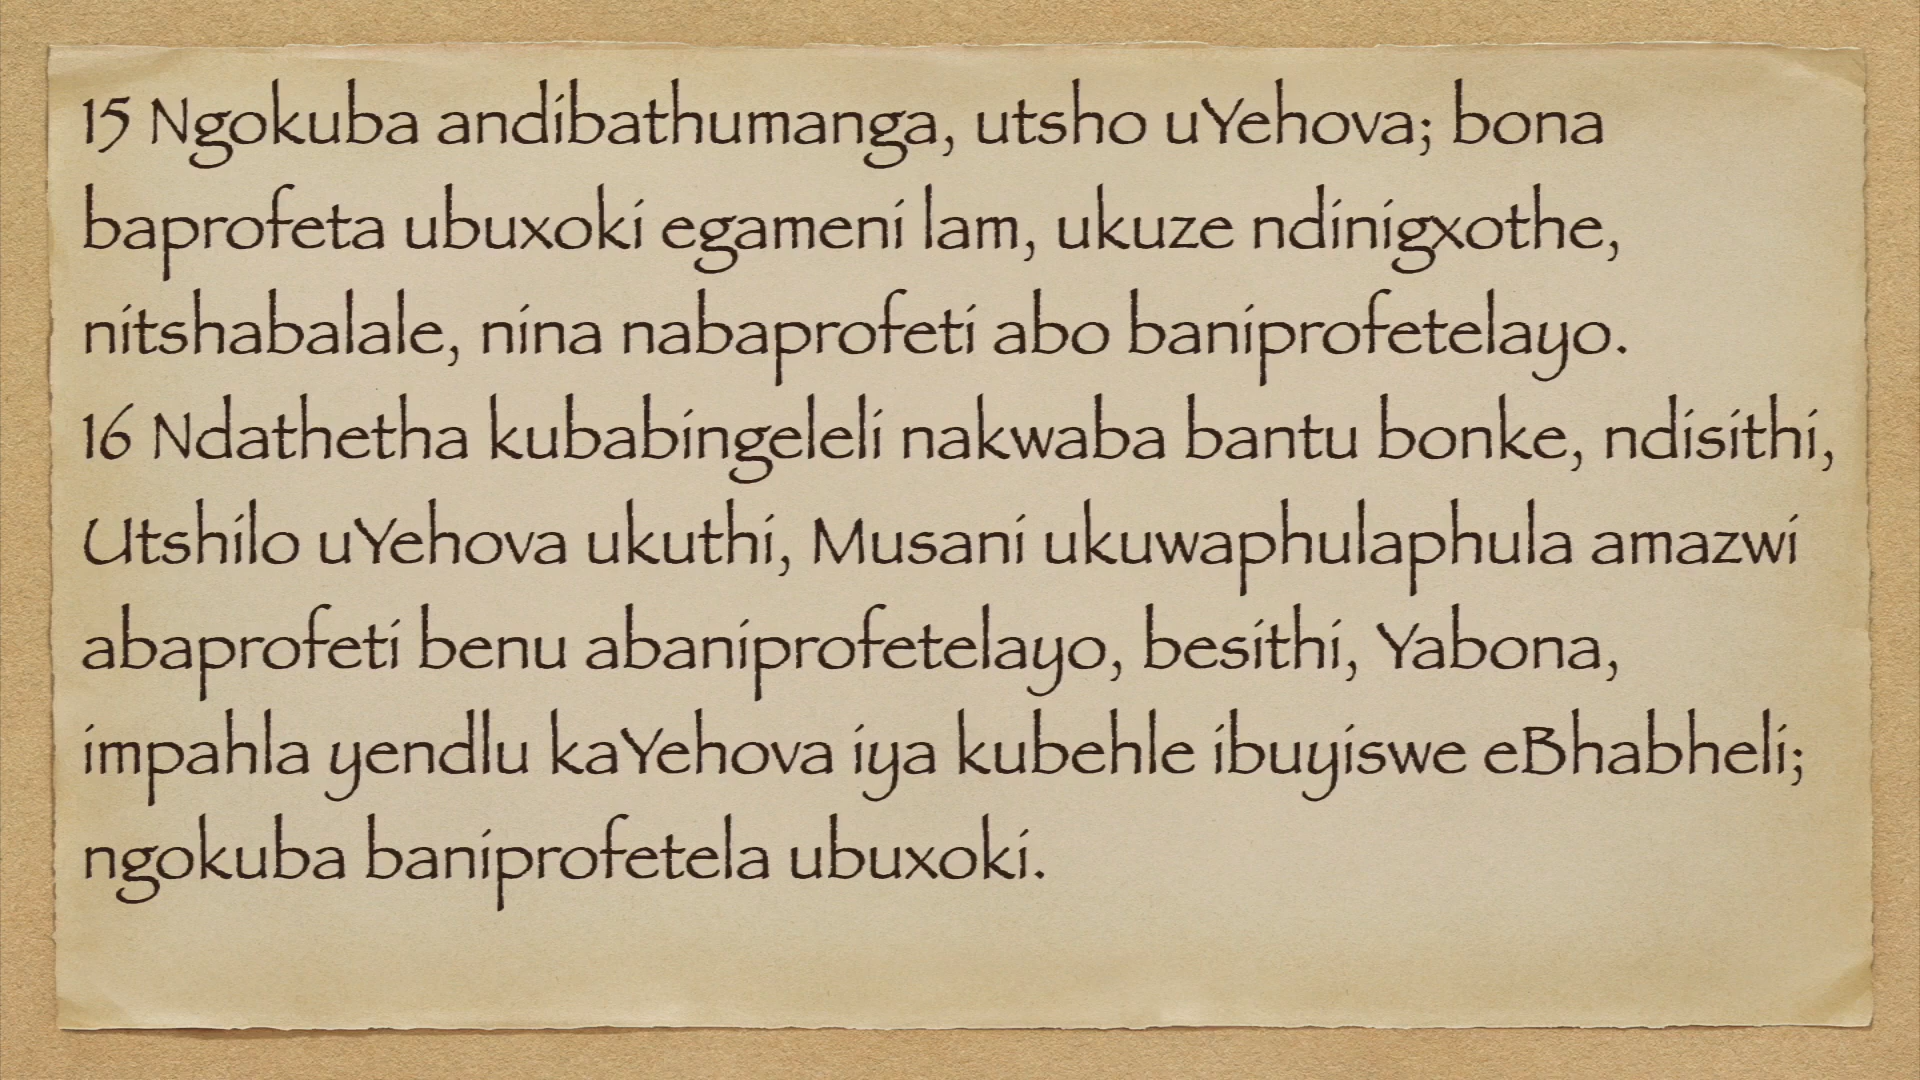 15 Ngokuba andibathumanga, utsho uYehova; bona
baprofeta ubuxoki egameni lam, ukuze ndinigxothe,
nitshabalale, nina nabaprofeti abo baniprofetelayo.
16 Ndathetha kubabingeleli nakwaba bantu bonke, ndisithi,
Utshilo uYehova ukuthi, Musani ukuwaphulaphula amazwi
abaprofeti benu abaniprofetelayo, besithi, Yabona,
impahla yendlu kaYehova iya kubehle ibuyiswe eBhabheli;
ngokuba baniprofetela ubuxoki.